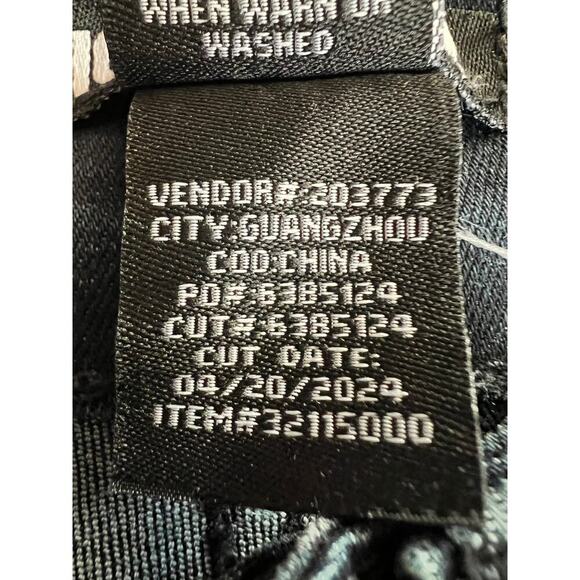 WHEN WARN OR
WASHED
VENDOR#:203773
CITY:GUANGZHOU
COO:CHINA
PO#:6385124
CUT#:6385124
CUT DATE:
04/20/2024
ITEM#32115000